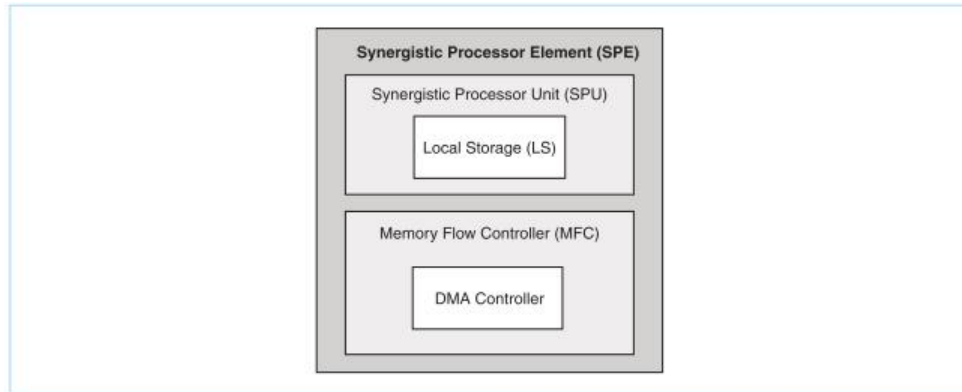 Synergistic Processor Element (SPE)
Synergistic Processor Unit (SPU)
Local Storage (LS)
Memory Flow Controller (MFC)
DMA Controller